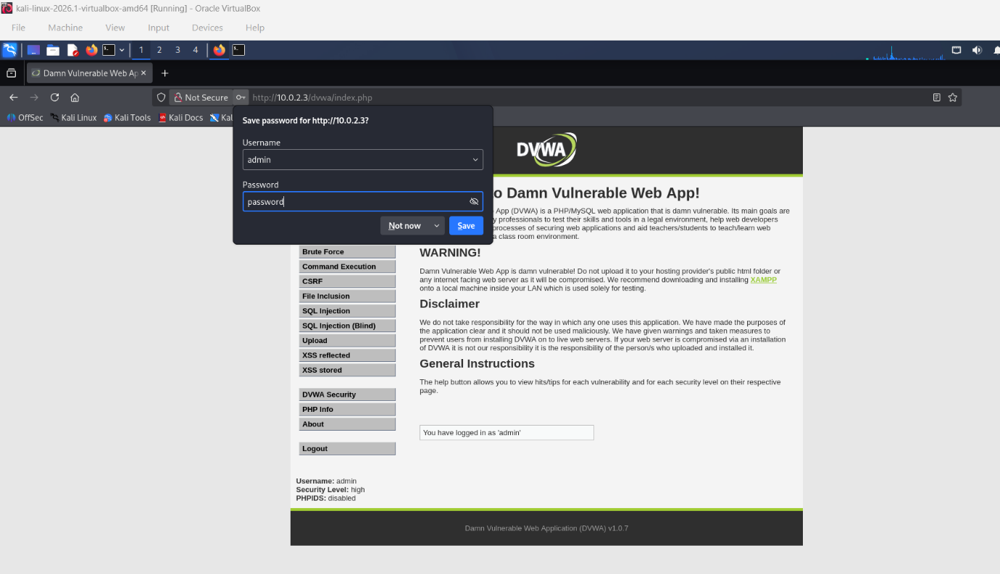 kali-linux-2026.1-virtualbox-amd64 [Running] - Oracle VirtualBox
File Machine View Input Devices Help
1 2 3 4
Damn Vulnerable Web Ap
Not Secure http://10.0.2.3/dvwa/index.php
OffSec Kali Linux Kali Tools Kali Docs Kal
Save password for http://10.0.2.3?
Username
admin
Password
password
Not now Save
DVWA
o Damn Vulnerable Web App!
App (DVWA) is a PHP/MySQL web application that is damn vulnerable. Its main goals are
y professionals to test their skills and tools in a legal environment, help web developers
processes of securing web applications and aid teachers/students to teach/learn web
a class room environment.
WARNING!
Damn Vulnerable Web App is damn vulnerable! Do not upload it to your hosting provider's public html folder or
any internet facing web server as it will be compromised. We recommend downloading and installing XAMPP
onto a local machine inside your LAN which is used solely for testing.
Disclaimer
We do not take responsibility for the way in which any one uses this application. We have made the purposes of
the application clear and it should not be used maliciously. We have given warnings and taken measures to
prevent users from installing DVWA on to live web servers. If your web server is compromised via an installation
of DVWA it is not our responsibility it is the responsibility of the person/s who uploaded and installed it.
General Instructions
The help button allows you to view hits/tips for each vulnerability and for each security level on their respective
page.
You have logged in as 'admin'
Brute Force
Command Execution
CSRF
File Inclusion
SQL Injection
SQL Injection (Blind)
Upload
XSS reflected
XSS stored
DVWA Security
PHP Info
About
Logout
Username: admin
Security Level: high
PHPIDS: disabled
Damn Vulnerable Web Application (DVWA) v1.0.7